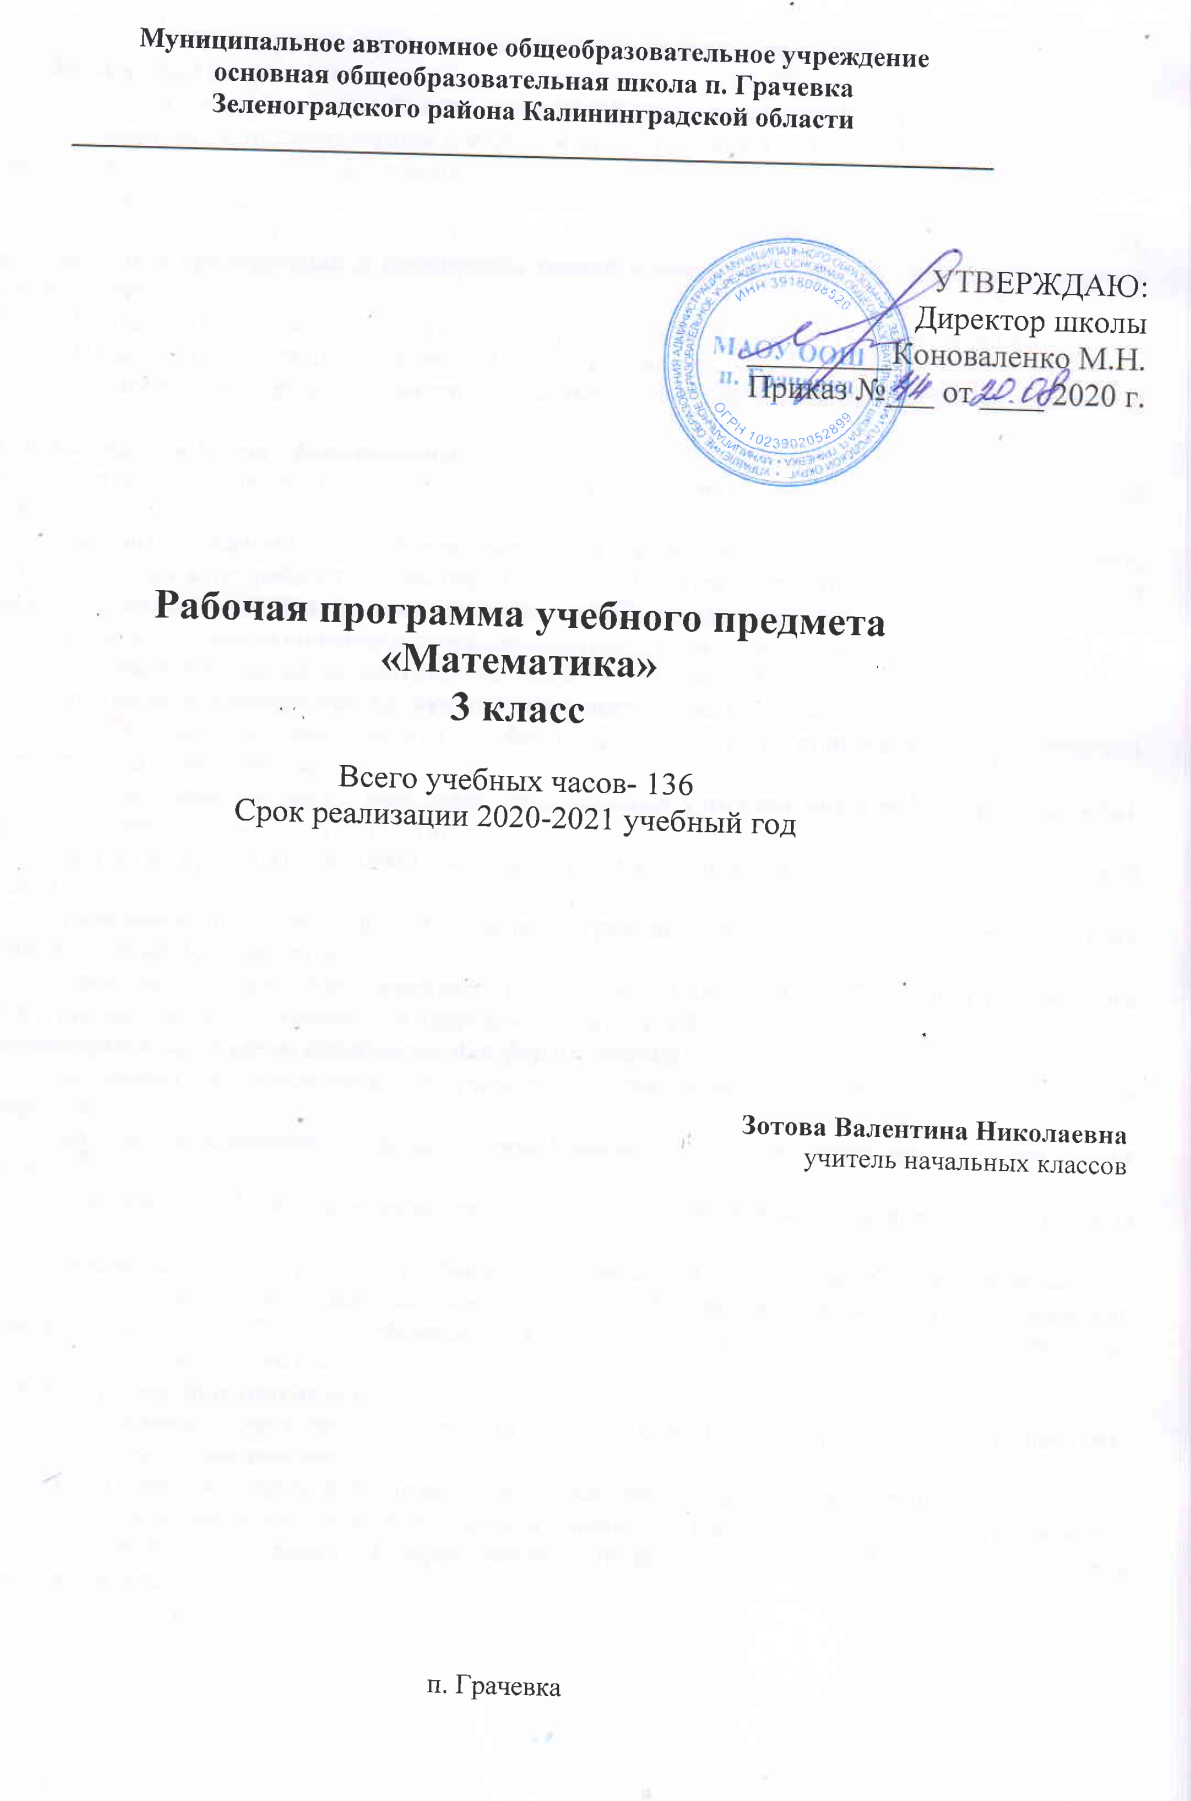 Муниципальное автономное общеобразовательное учреждение
основная общеобразовательная школа п. Грачевка
Зеленоградского района Калининградской области
УТВЕРЖДАЮ:
Директор школы
Коноваленко М.Н.
Приказ № 44 от 20.08 2020 г.
ИНН 3918008520
МАОУ ООШ
п. Грачевка
ОГРН 1023902052899
Рабочая программа учебного предмета
«Математика»
3 класс
Всего учебных часов- 136
Срок реализации 2020-2021 учебный год
Зотова Валентина Николаевна
учитель начальных классов
п. Грачевка